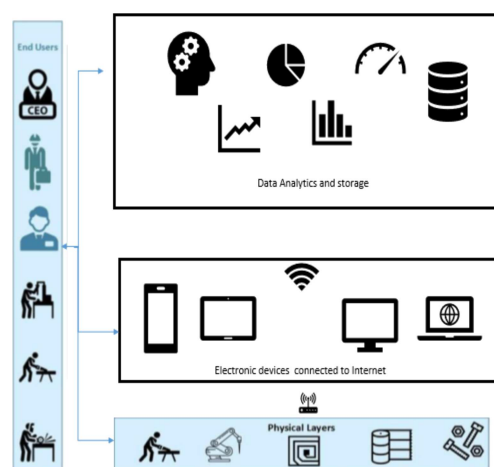 End Users
CEO
Data Analytics and storage
Electronic devices connected to Internet
Physical Layers